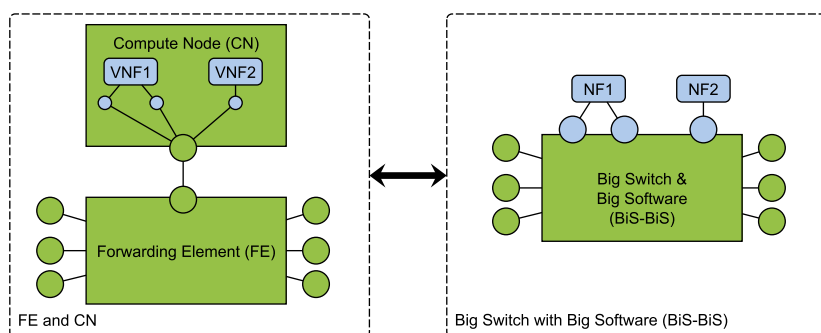 Compute Node (CN)
VNF1
VNF2
Forwarding Element (FE)
FE and CN
NF1
NF2
Big Switch &
Big Software
(BiS-BiS)
Big Switch with Big Software (BiS-BiS)